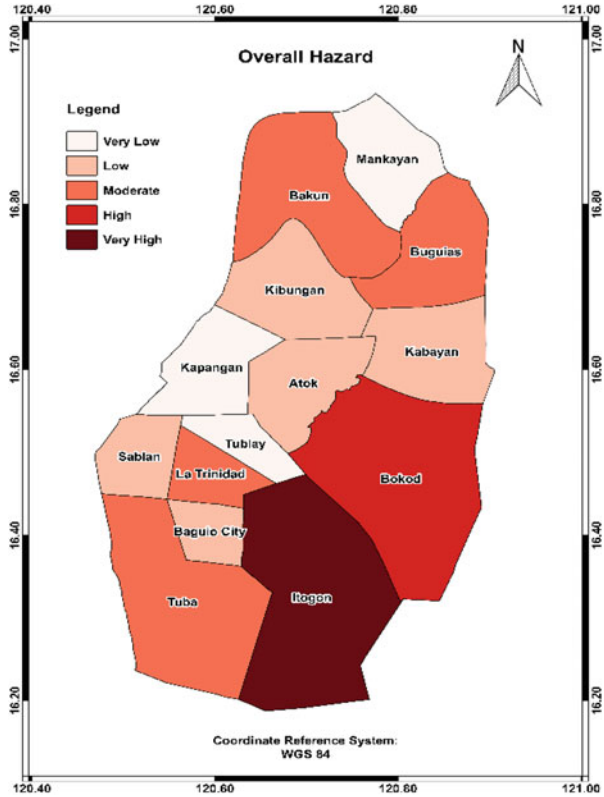 120.40 120.60 120.80 121.00
17.00
Overall Hazard
N
Legend
Very Low
Low
Moderate
High
Very High
Mankayan
Bakun
16.80
Buguias
Kibungan
Kabayan
16.60
Kapangan
Atok
Tublay
Sablan
La Trinidad
Bokod
Baguio City
16.40
Itogon
Tuba
16.20
Coordinate Reference System:
WGS 84
120.40 120.60 120.80 121.00
17.00
16.80
16.60
16.40
16.20